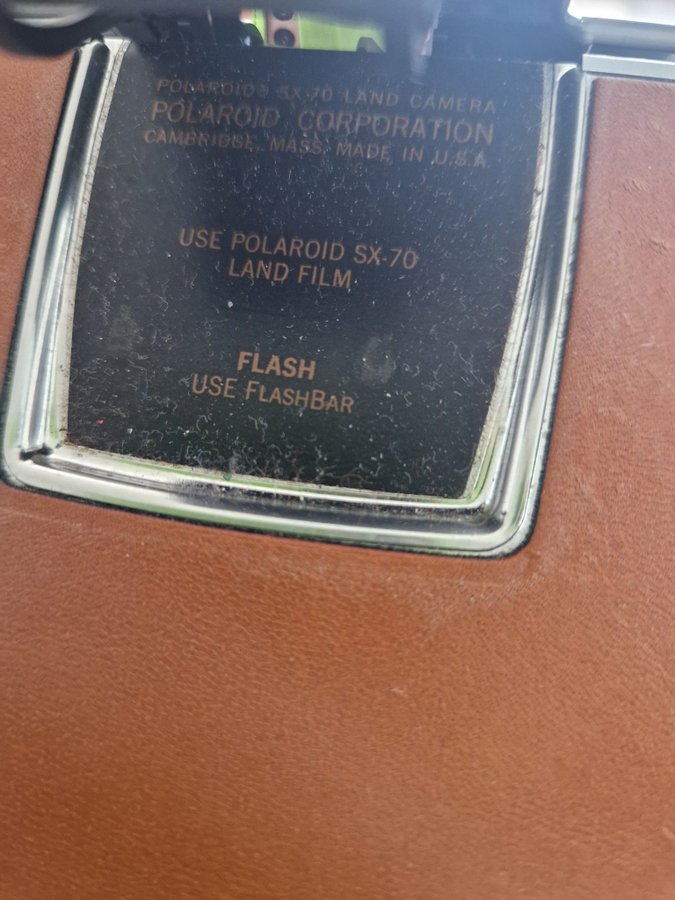 POLAROID® SX-70 LAND CAMERA
POLAROID CORPORATION
CAMBRIDGE, MASS. MADE IN U.S.A.
USE POLAROID SX-70
LAND FILM
FLASH
USE FLASHBAR